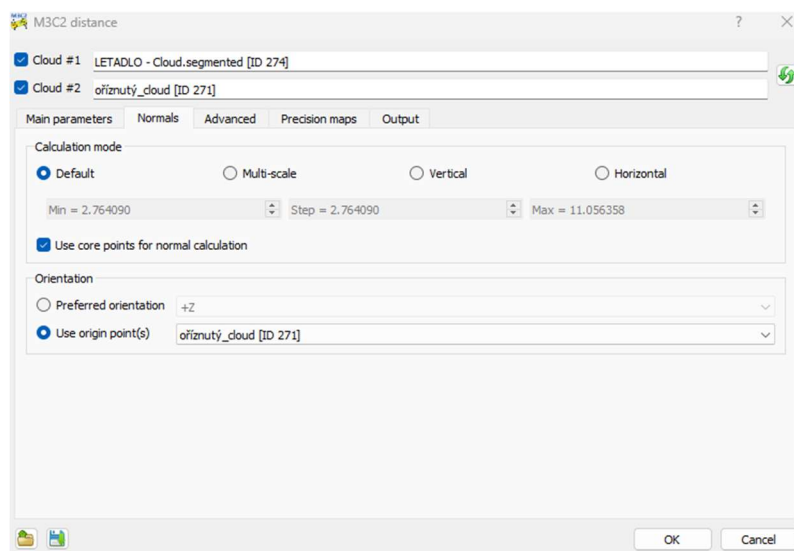 M3C2 distance
Cloud #1 LETADLO - Cloud.segmented [ID 274]
Cloud #2 oříznutý_cloud [ID 271]
Main parameters Normals Advanced Precision maps Output
Calculation mode
Default Multi-scale Vertical Horizontal
Min = 2.764090 Step = 2.764090 Max = 11.056358
Use core points for normal calculation
Orientation
Preferred orientation +Z
Use origin point(s) oříznutý_cloud [ID 271]
OK Cancel